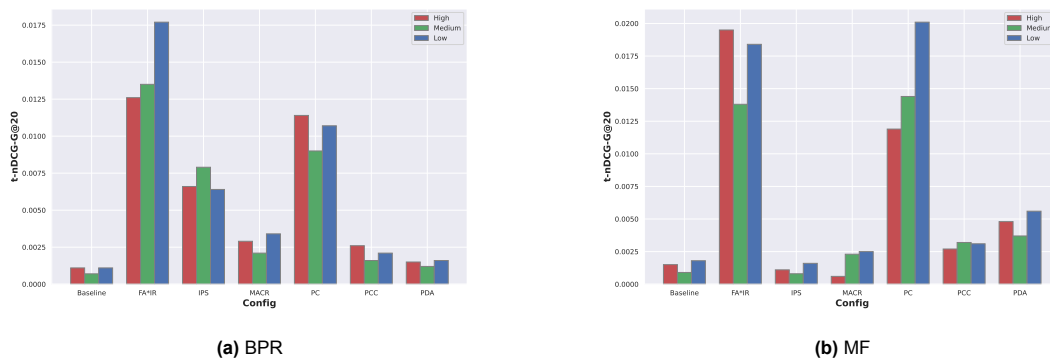 0.0175
0.0150
0.0125
0.0100
0.0075
0.0050
0.0025
0.0000
t-nDCG-G@20
High
Medium
Low
Baseline FA*IR IPS MACR PC PCC PDA
Config
(a) BPR
0.0200
0.0175
0.0150
0.0125
0.0100
0.0075
0.0050
0.0025
0.0000
t-nDCG-G@20
High
Medium
Low
Baseline FA*IR IPS MACR PC PCC PDA
Config
(b) MF